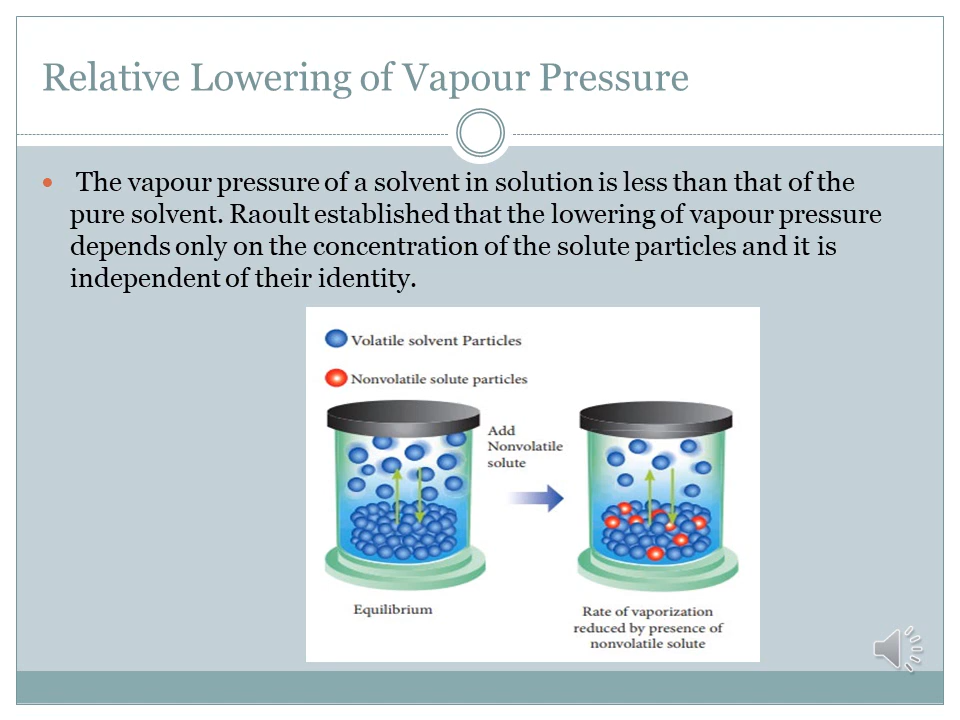 Relative Lowering of Vapour Pressure
The vapour pressure of a solvent in solution is less than that of the
pure solvent. Raoult established that the lowering of vapour pressure
depends only on the concentration of the solute particles and it is
independent of their identity.
Volatile solvent Particles
Nonvolatile solute particles
Add
Nonvolatile
solute
Equilibrium
Rate of vaporization
reduced by presence of
nonvolatile solute